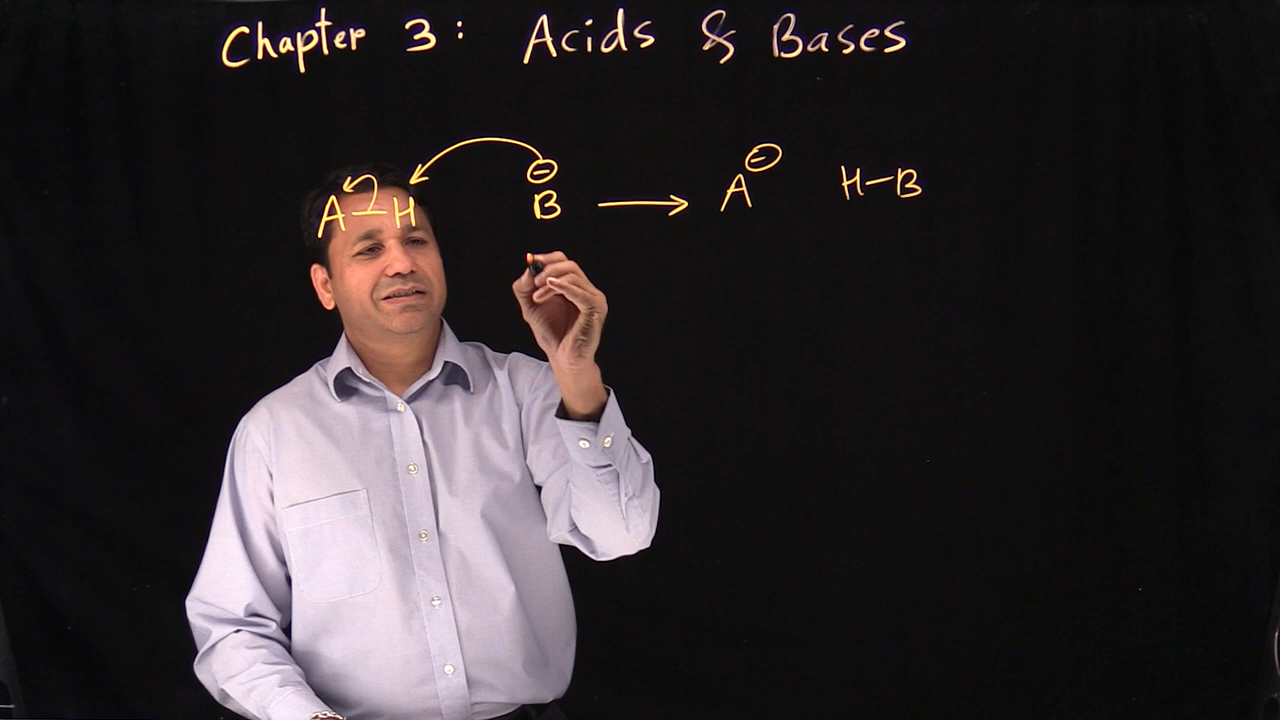 Chapter 3: Acids & Bases
A-H B⊖ → A⊖ H-B